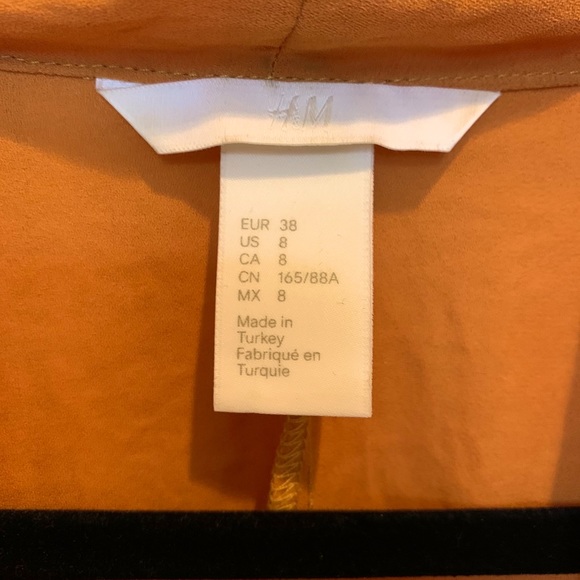 H&M
EUR 38
US 8
CA 8
CN 165/88A
MX 8
Made in
Turkey
Fabriqué en
Turquie